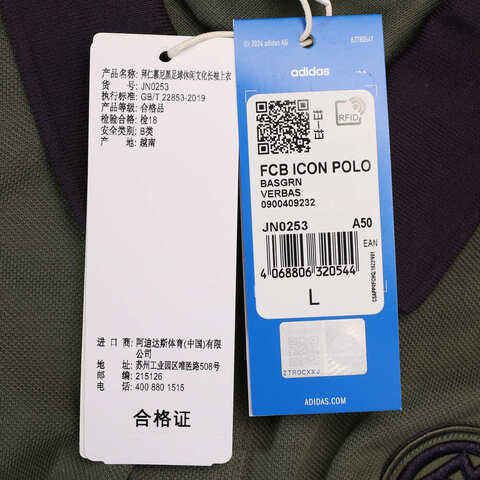 产品名称: 拜仁慕尼黑足球休闲文化长袖上衣
货 号: JN0253
执行标准: GB/T 22853-2019
产品等级: 合格品
检验合格: 检18
安全类别: B类
产 地: 越南
进 口 商: 阿迪达斯体育(中国)有限
公司
地 址: 苏州工业园区唯胜路508号
邮 编: 215126
电 话: 400 880 1515
合格证
© 2024 adidas AG
adidas
RFID
FCB ICON POLO
BASGRN
VERBAS
0900409232
JN0253 A50
EAN
4 068806 320544
L
ZTR0CXXJ
ADIDAS.COM